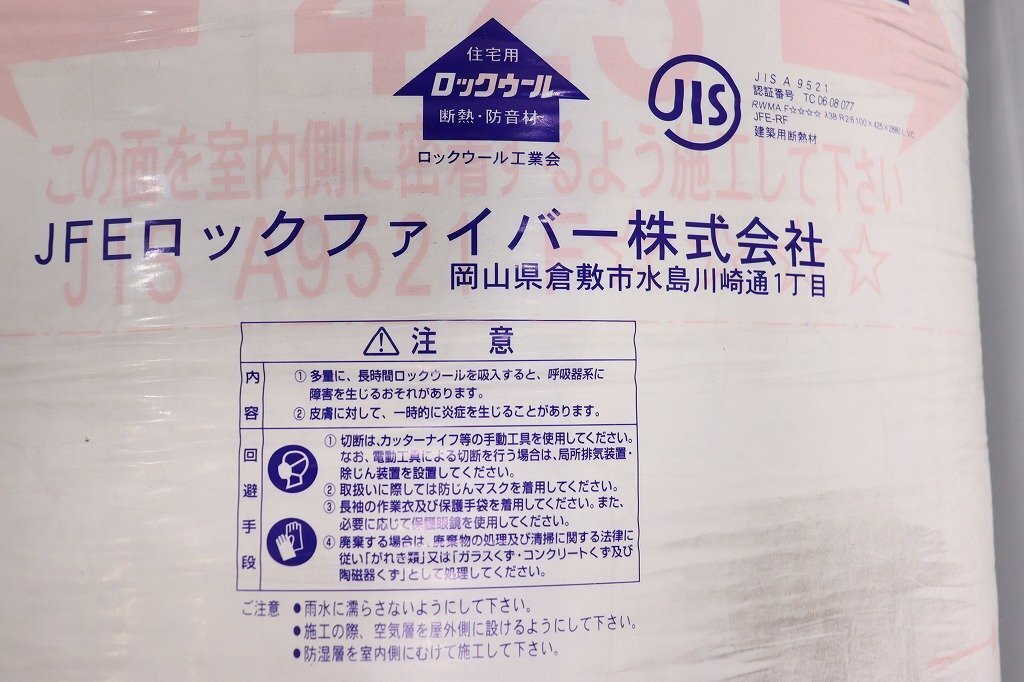 425
住宅用
ロックウール
断熱・防音材
ロックウール工業会
JIS
JIS A 9521
認証番号 TC 06 08 077
RWMA F☆☆☆☆ λ38 R2.6 100×425×2880 L VC
JFE-RF
建築用断熱材
この面を室内側に密着するよう施工して下さい
JFEロックファイバー株式会社
JIS A9521 F☆☆☆☆
岡山県倉敷市水島川崎通1丁目
注 意
内容
① 多量に、長時間ロックウールを吸入すると、呼吸器系に
障害を生じるおそれがあります。
② 皮膚に対して、一時的に炎症を生じることがあります。
回避手段
① 切断は、カッターナイフ等の手動工具を使用してください。
なお、電動工具による切断を行う場合は、局所排気装置・
除じん装置を設置してください。
② 取扱いに際しては防じんマスクを着用してください。
③ 長袖の作業衣及び保護手袋を着用してください。また、
必要に応じて保護眼鏡を使用してください。
④ 廃棄する場合は、廃棄物の処理及び清掃に関する法律に
従い「がれき類」又は「ガラスくず・コンクリートくず及び
陶磁器くず」として処理してください。
ご注意 ●雨水に濡らさないようにして下さい。
●施工の際、空気層を屋外側に設けるようにして下さい。
●防湿層を室内側にむけて施工して下さい。